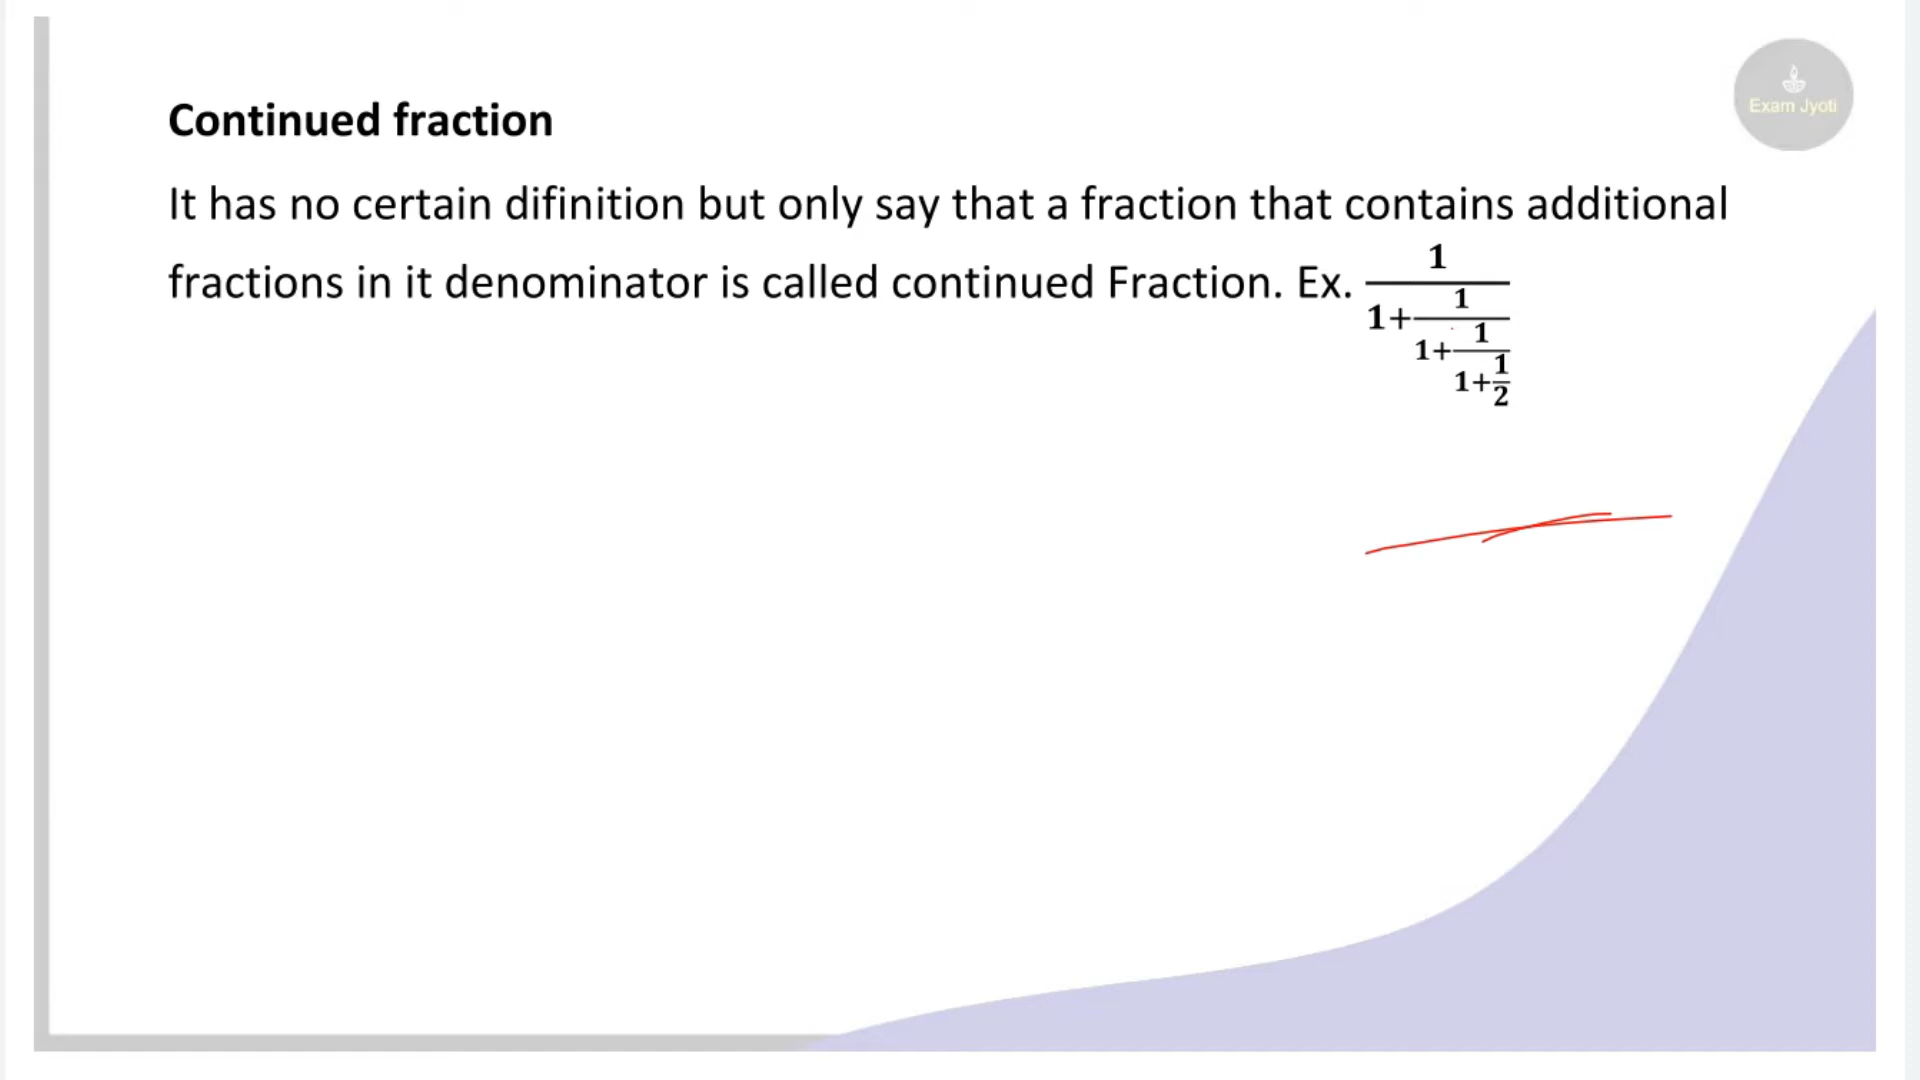 Exam Jyoti
Continued fraction
It has no certain difinition but only say that a fraction that contains additional
fractions in it denominator is called continued Fraction. Ex.
1
1+
1
1+
1
1+
1
2